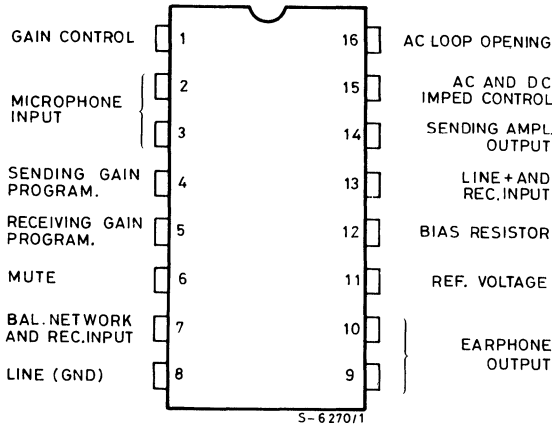 GAIN CONTROL
1
16
AC LOOP OPENING
MICROPHONE
INPUT
2
3
15
AC AND DC
IMPED CONTROL
14
SENDING AMPL.
OUTPUT
SENDING GAIN
PROGRAM.
4
13
LINE+AND
REC.INPUT
RECEIVING GAIN
PROGRAM.
5
12
BIAS RESISTOR
MUTE
6
11
REF. VOLTAGE
BAL.NETWORK
AND REC.INPUT
7
10
EARPHONE
OUTPUT
LINE (GND)
8
9
S-6270/1